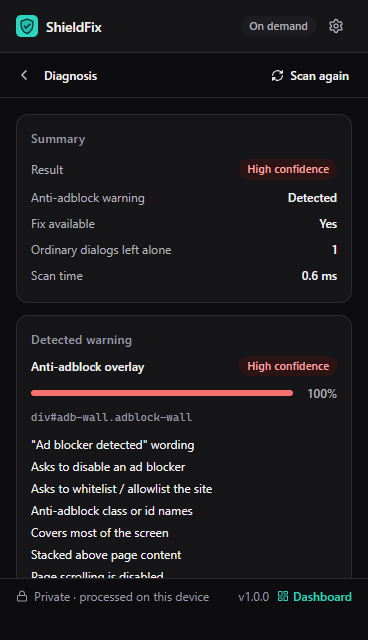 ShieldFix
On demand
Diagnosis
Scan again
Summary
Result
High confidence
Anti-adblock warning
Detected
Fix available
Yes
Ordinary dialogs left alone
1
Scan time
0.6 ms
Detected warning
Anti-adblock overlay
High confidence
100%
div#adb-wall.adblock-wall
"Ad blocker detected" wording
Asks to disable an ad blocker
Asks to whitelist / allowlist the site
Anti-adblock class or id names
Covers most of the screen
Stacked above page content
Page scrolling is disabled
Private · processed on this device
v1.0.0
Dashboard